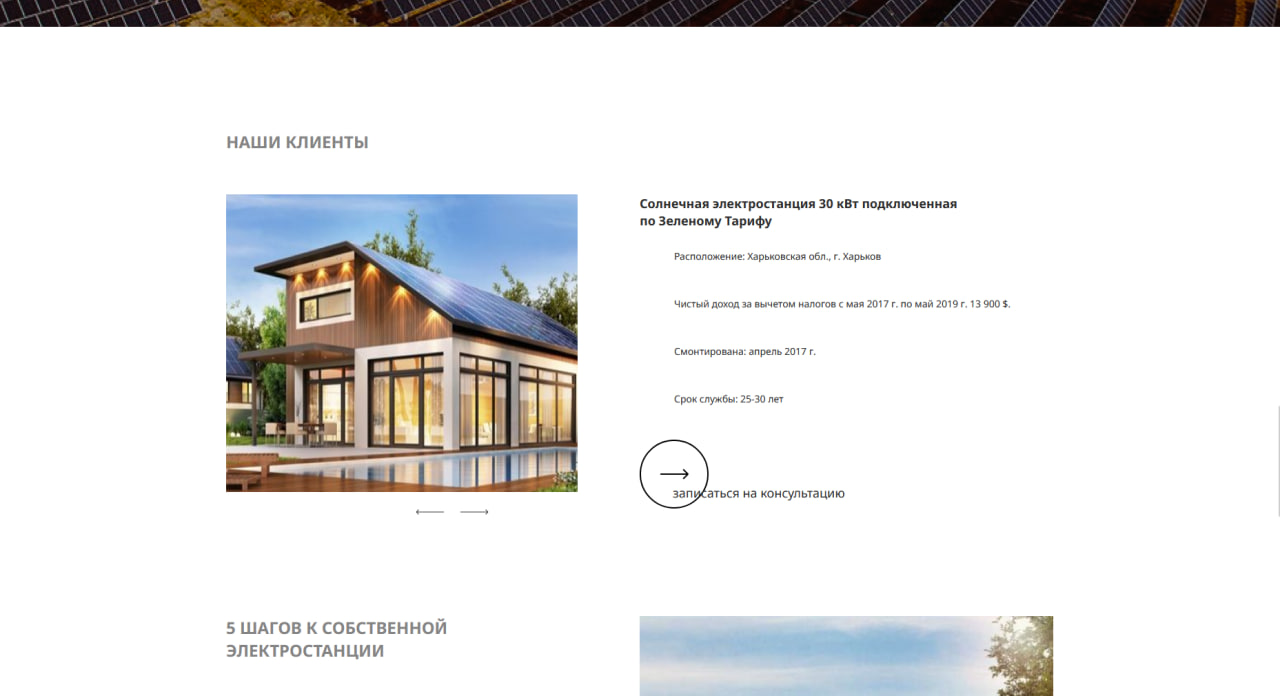 НАШИ КЛИЕНТЫ
Солнечная электростанция 30 кВт подключенная
по Зеленому Тарифу
Расположение: Харьковская обл., г. Харьков
Чистый доход за вычетом налогов с мая 2017 г. по май 2019 г. 13 900 $.
Смонтирована: апрель 2017 г.
Срок службы: 25-30 лет
записаться на консультацию
5 ШАГОВ К СОБСТВЕННОЙ
ЭЛЕКТРОСТАНЦИИ